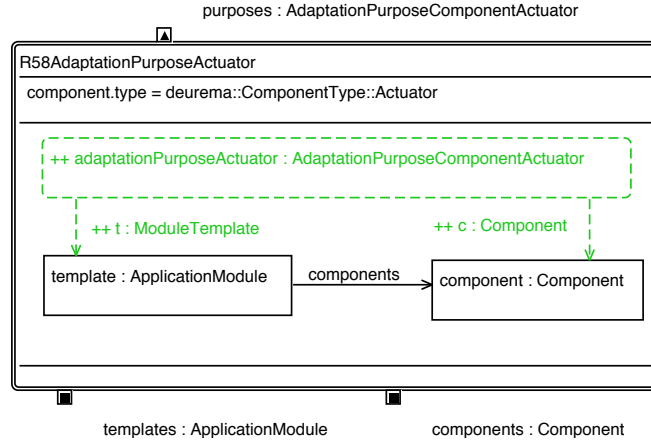 purposes : AdaptationPurposeComponentActuator
R58AdaptationPurposeActuator
component.type = deurema::ComponentType::Actuator
++ adaptationPurposeActuator : AdaptationPurposeComponentActuator
++ t : ModuleTemplate
++ c : Component
template : ApplicationModule
components
component : Component
templates : ApplicationModule
components : Component